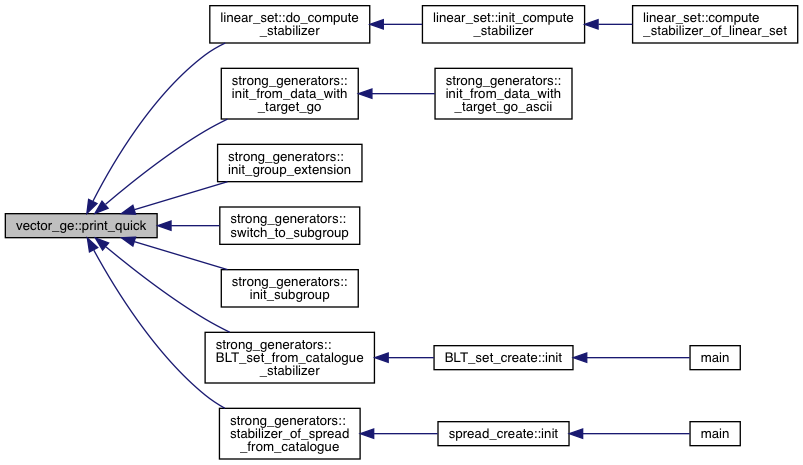 linear_set::do_compute
_stabilizer
linear_set::init_compute
_stabilizer
linear_set::compute
_stabilizer_of_linear_set
strong_generators::
init_from_data_with
_target_go
strong_generators::
init_from_data_with
_target_go_ascii
strong_generators::
init_group_extension
vector_ge::print_quick
strong_generators::
switch_to_subgroup
strong_generators::
init_subgroup
strong_generators::
BLT_set_from_catalogue
_stabilizer
BLT_set_create::init
main
strong_generators::
stabilizer_of_spread
_from_catalogue
spread_create::init
main